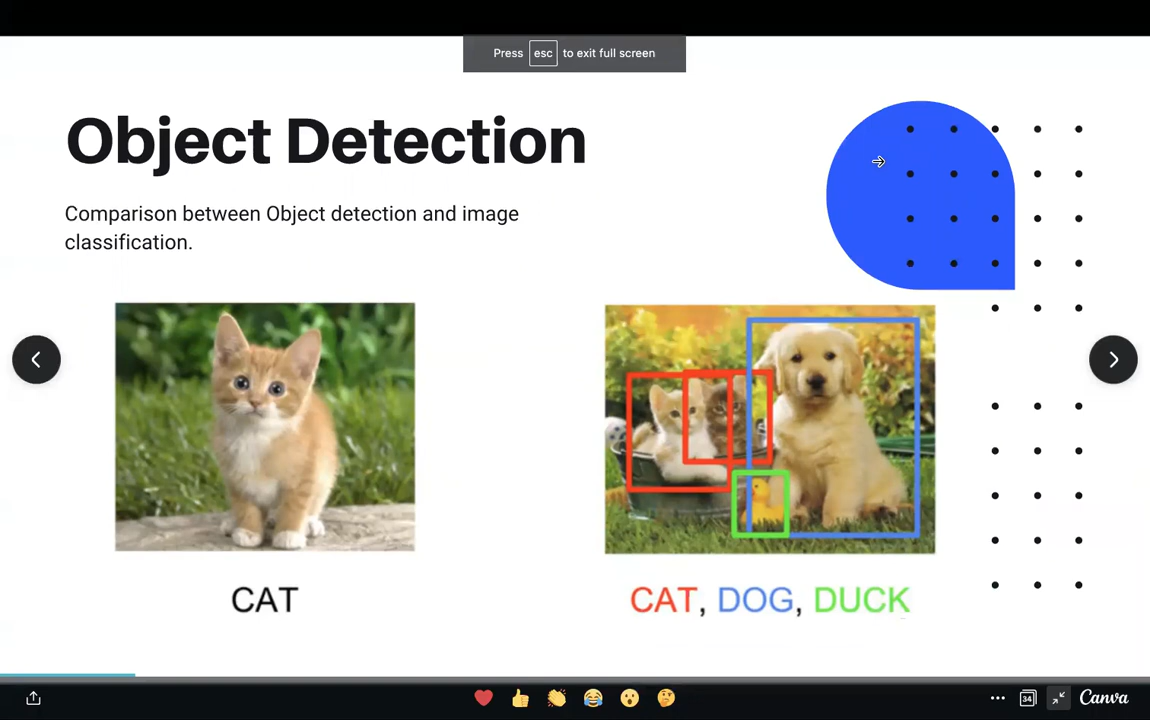 Press esc to exit full screen
Object Detection
Comparison between Object detection and image
classification.
CAT
CAT, DOG, DUCK
34
Canva